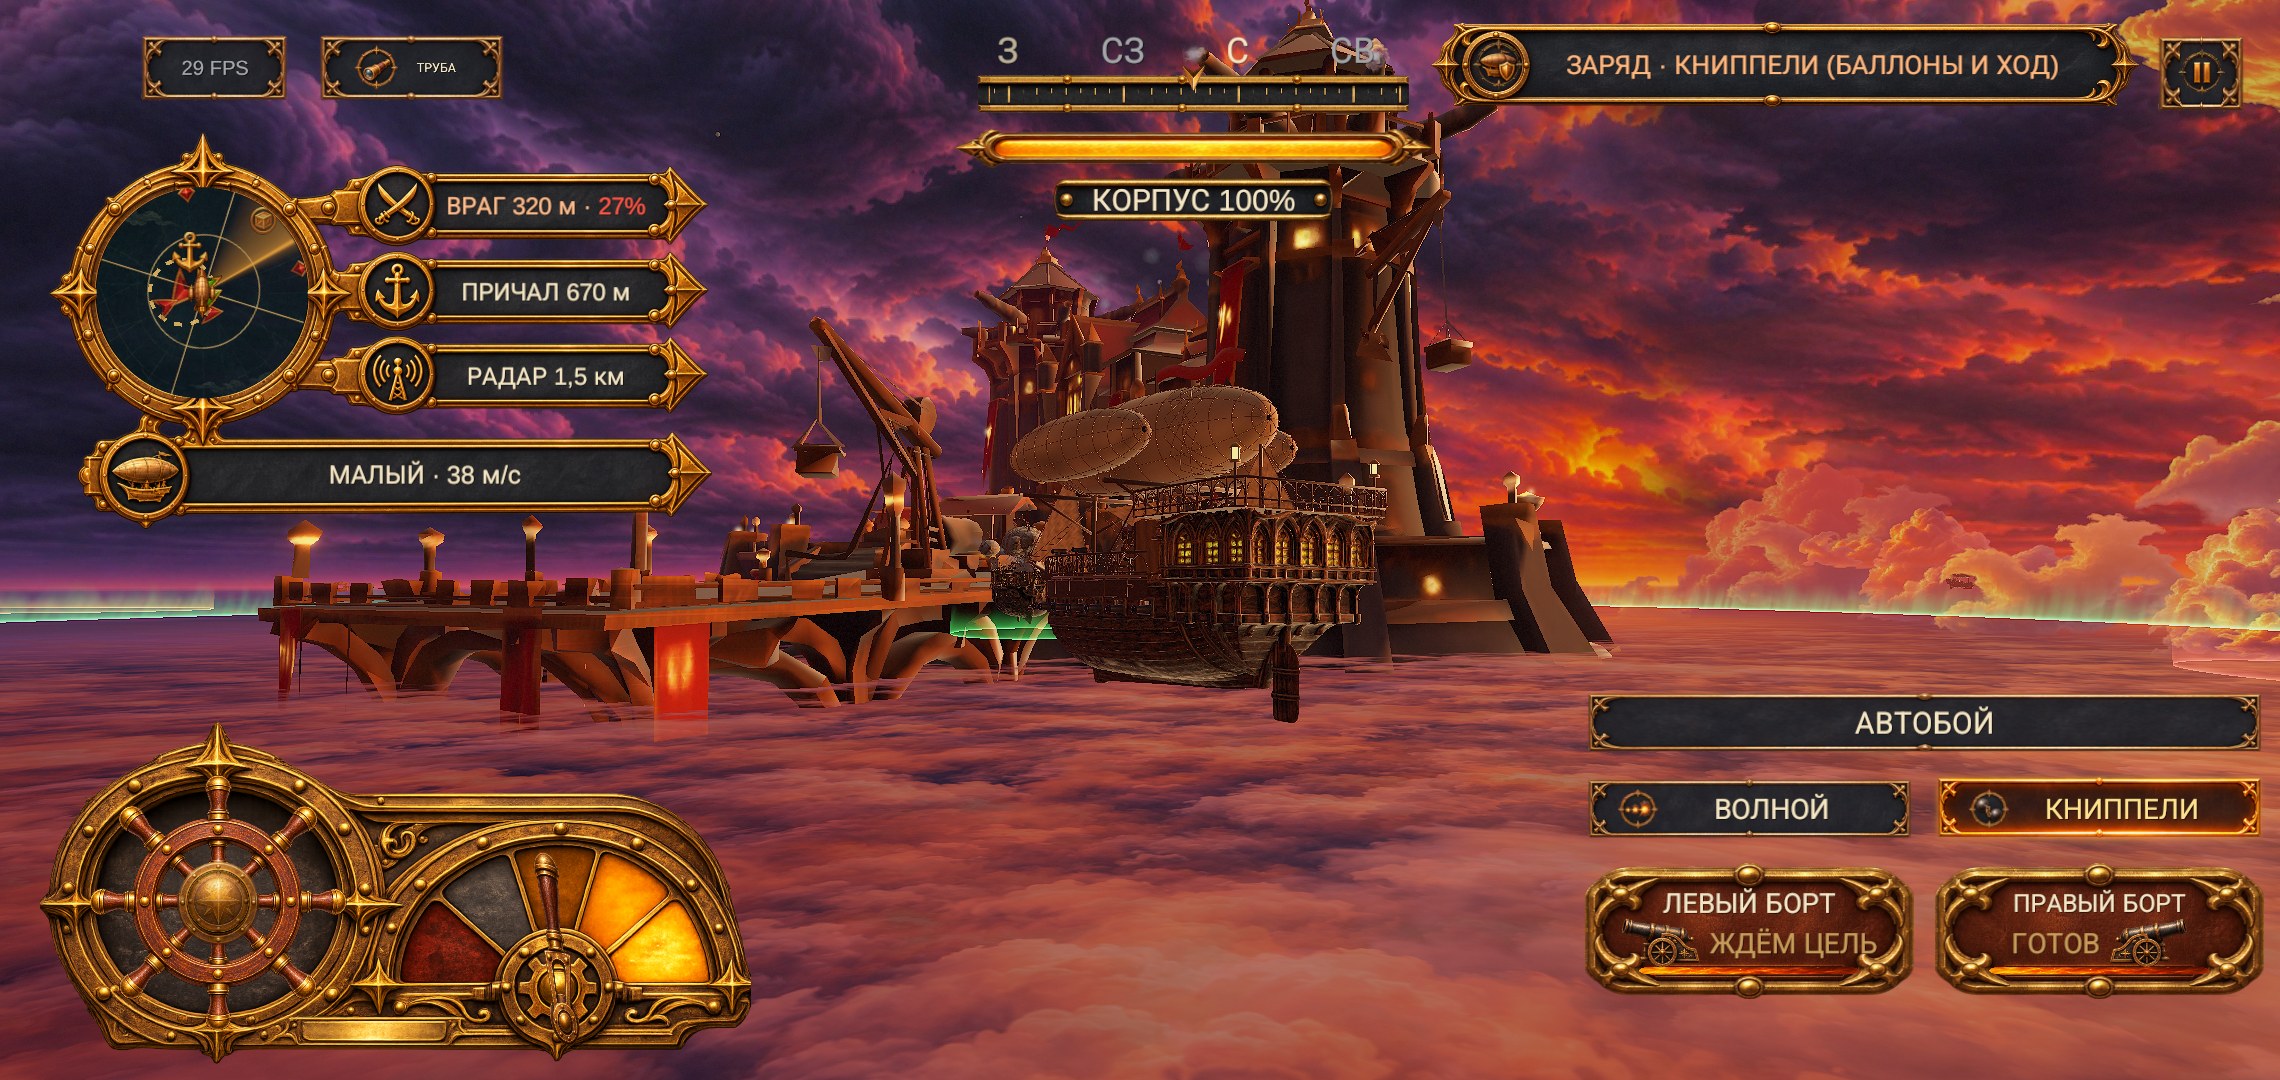 29 FPS
ТРУБА
З СЗ С СВ
ЗАРЯД · КНИППЕЛИ (БАЛЛОНЫ И ХОД)
КОРПУС 100%
ВРАГ 320 м · 27%
ПРИЧАЛ 670 м
РАДАР 1,5 км
МАЛЫЙ · 38 м/с
АВТОБОЙ
ВОЛНОЙ
КНИППЕЛИ
ЛЕВЫЙ БОРТ
ЖДЁМ ЦЕЛЬ
ПРАВЫЙ БОРТ
ГОТОВ